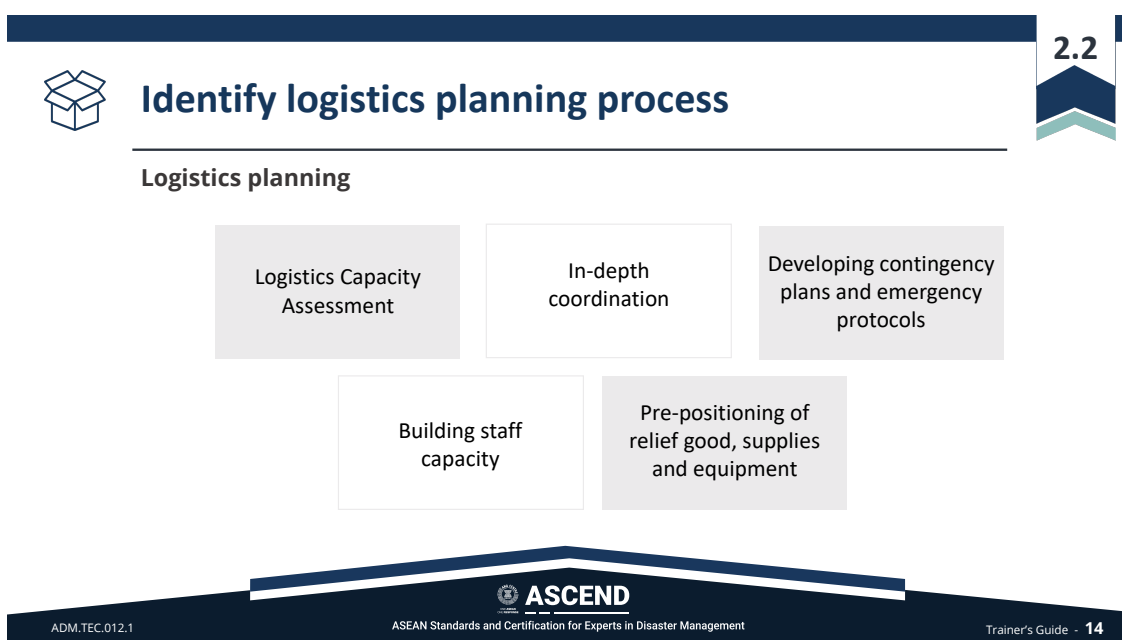 2.2
Identify logistics planning process
Logistics planning
Logistics Capacity
Assessment
In-depth
coordination
Developing contingency
plans and emergency
protocols
Building staff
capacity
Pre-positioning of
relief good, supplies
and equipment
ASCEND
ADM.TEC.012.1
ASEAN Standards and Certification for Experts in Disaster Management
Trainer's Guide - 14